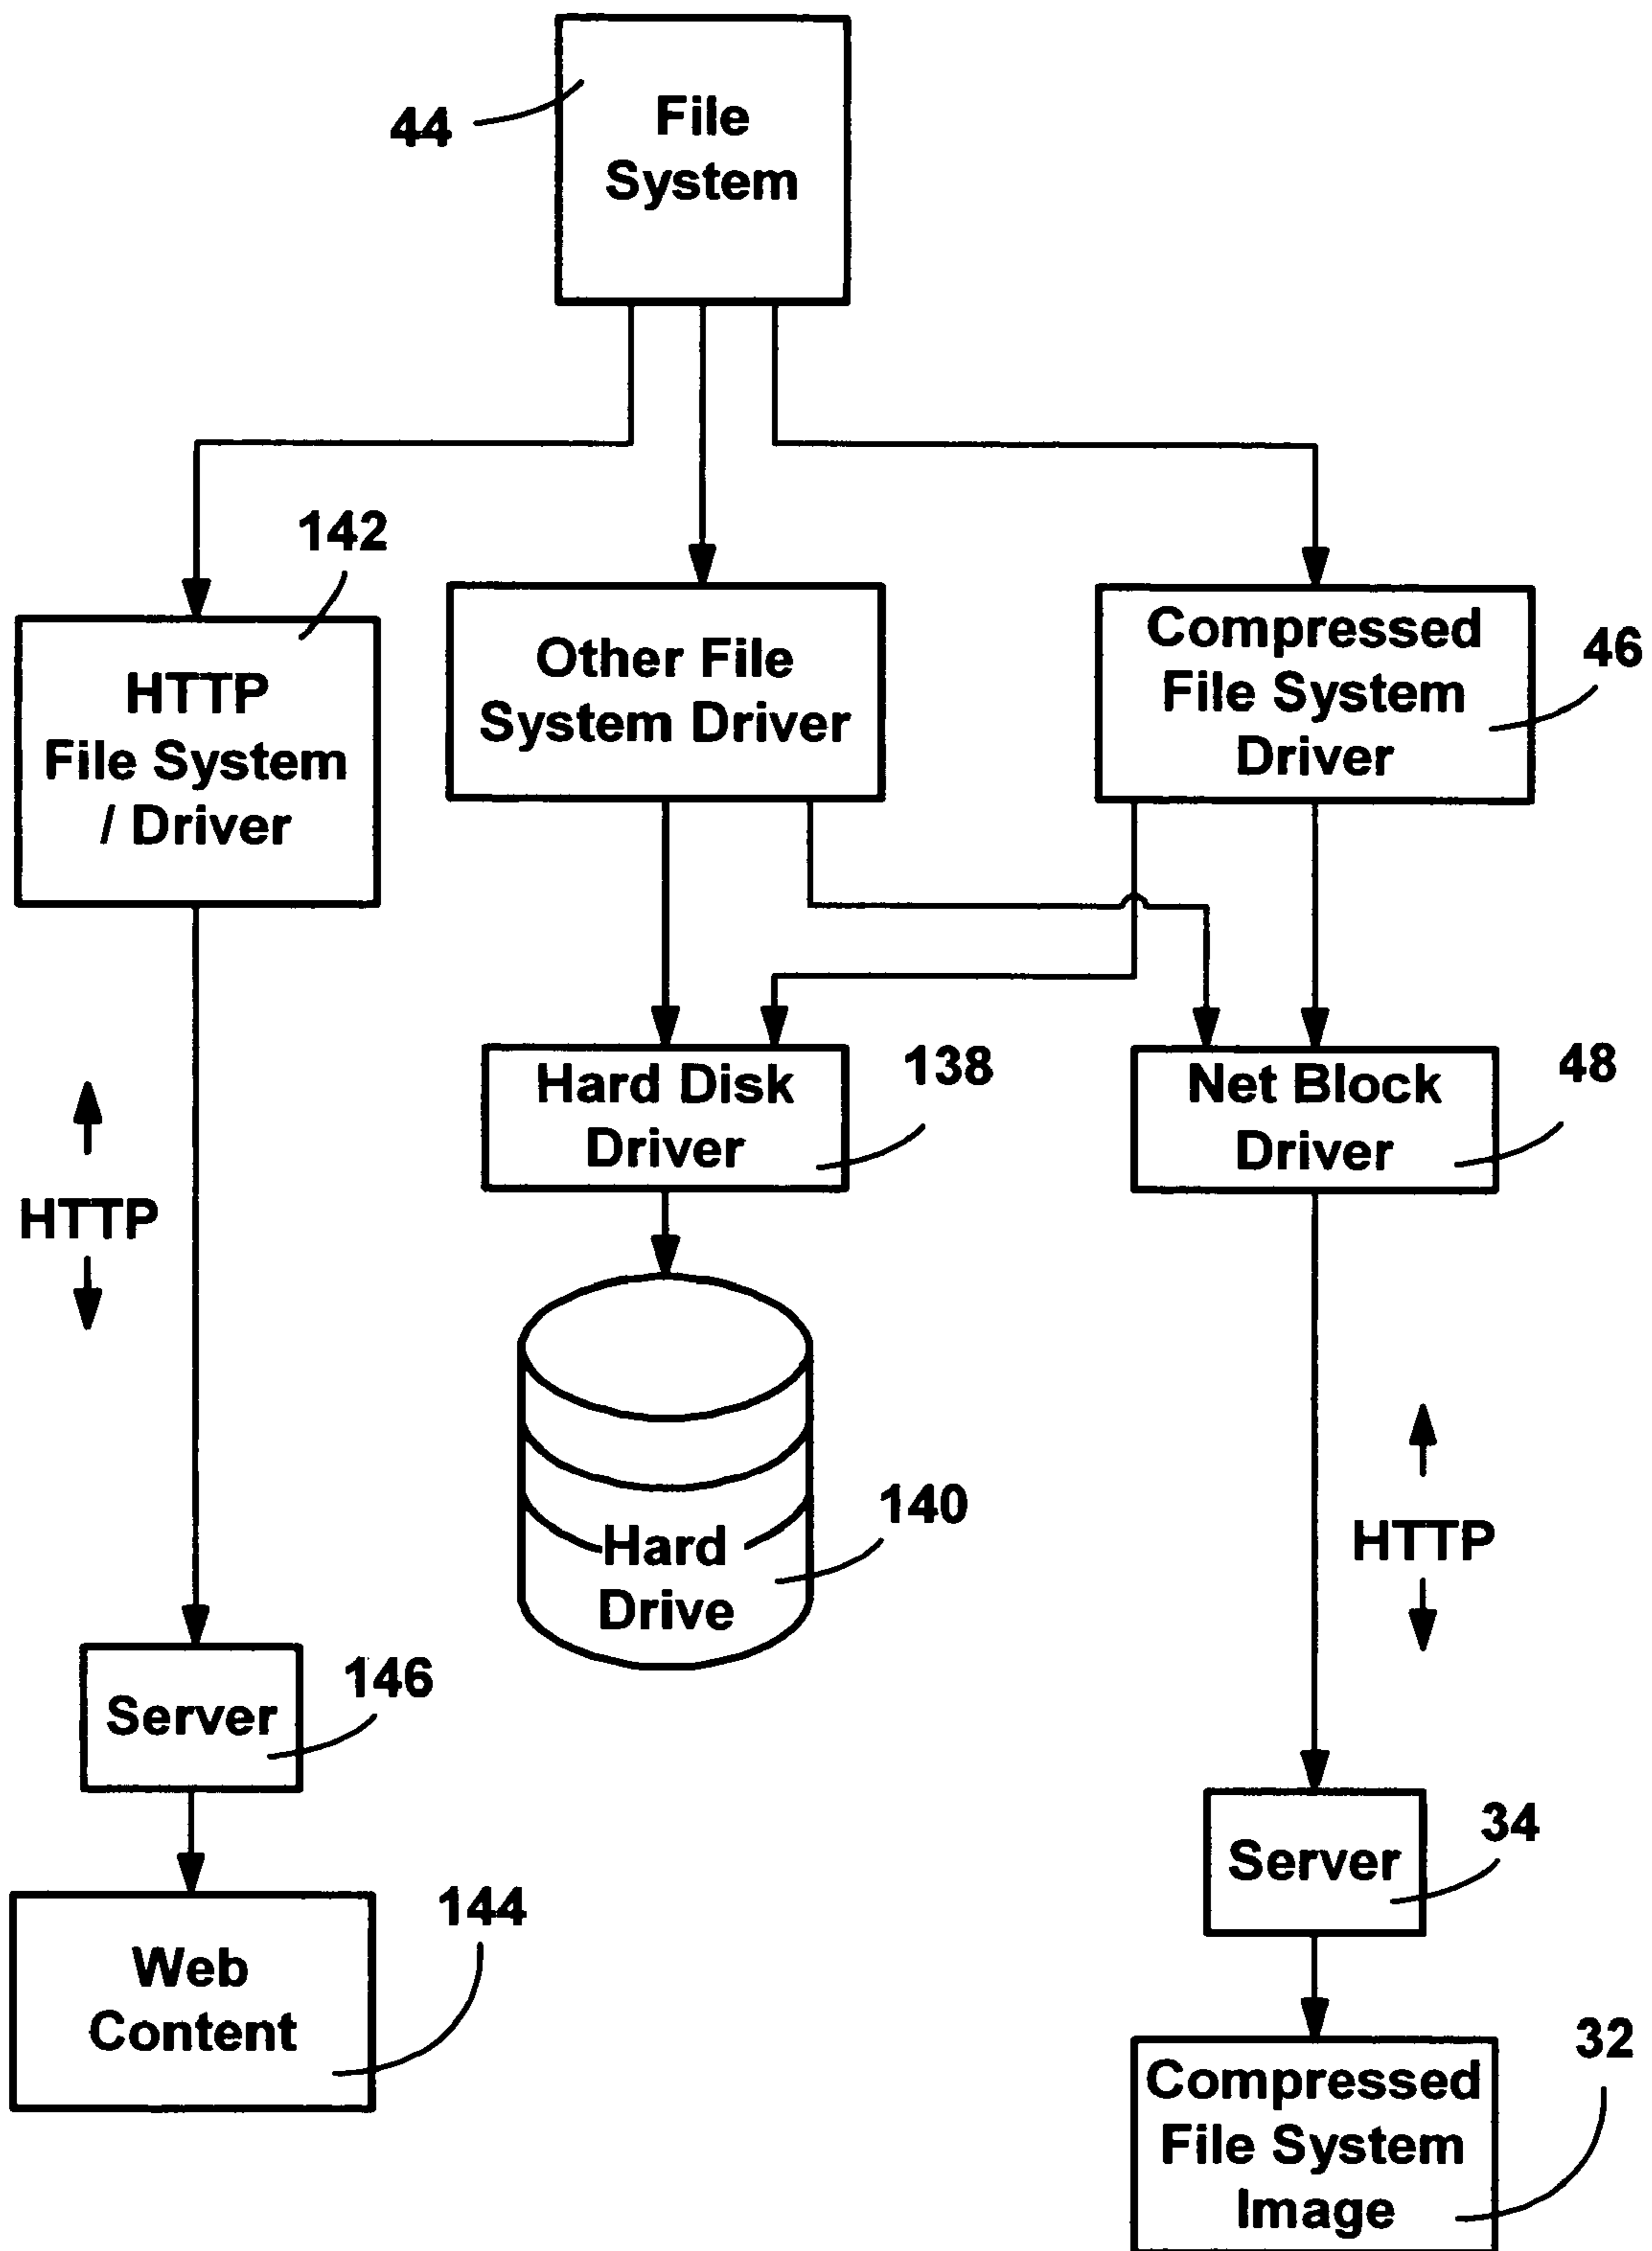 44
File
System
142
HTTP
File System
/ Driver
Other File
System Driver
Compressed
File System
Driver
46
HTTP
Hard Disk
Driver
138
Net Block
Driver
48
Hard
Drive
140
HTTP
Server
146
Server
34
Web
Content
144
Compressed
File System
Image
32